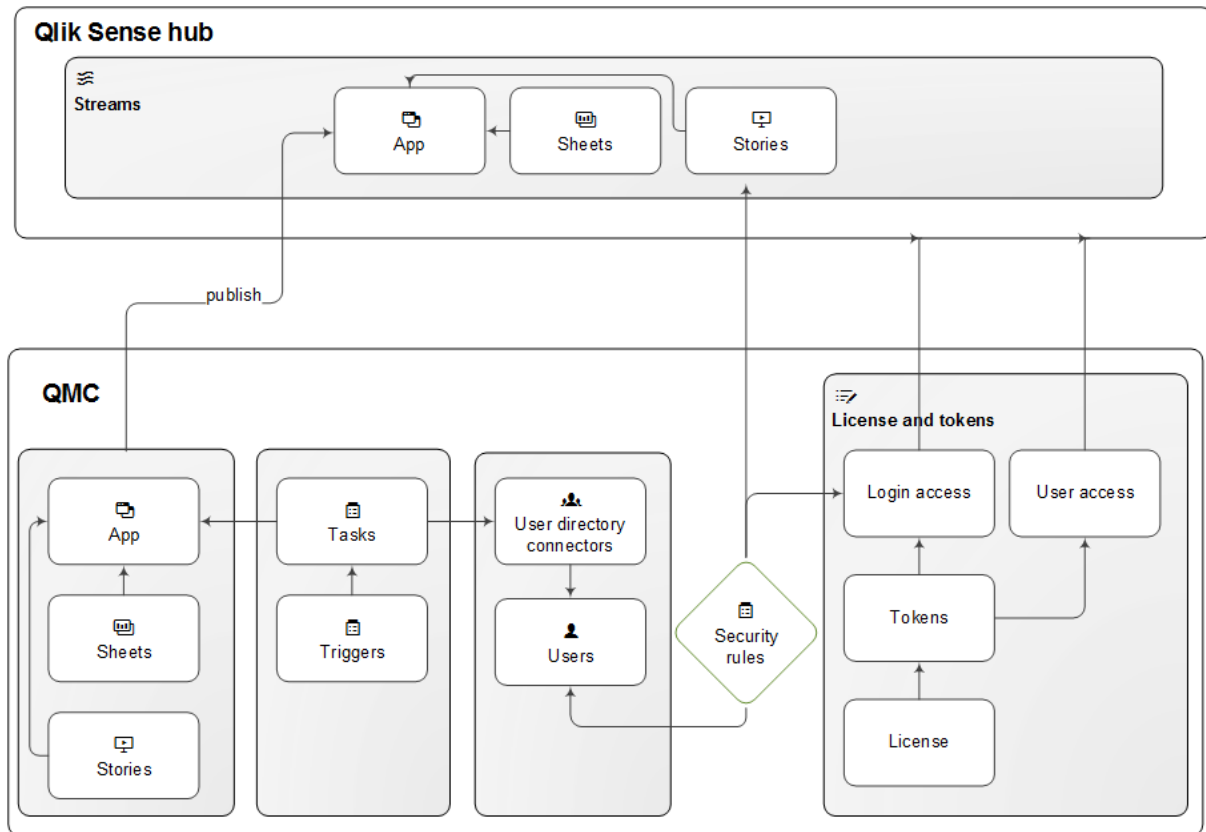 Qlik Sense hub
Streams
App
Sheets
Stories
publish
QMC
License and tokens
Login access
User access
App
Tasks
User directory
connectors
Tokens
Sheets
Triggers
Users
Security
rules
License
Stories